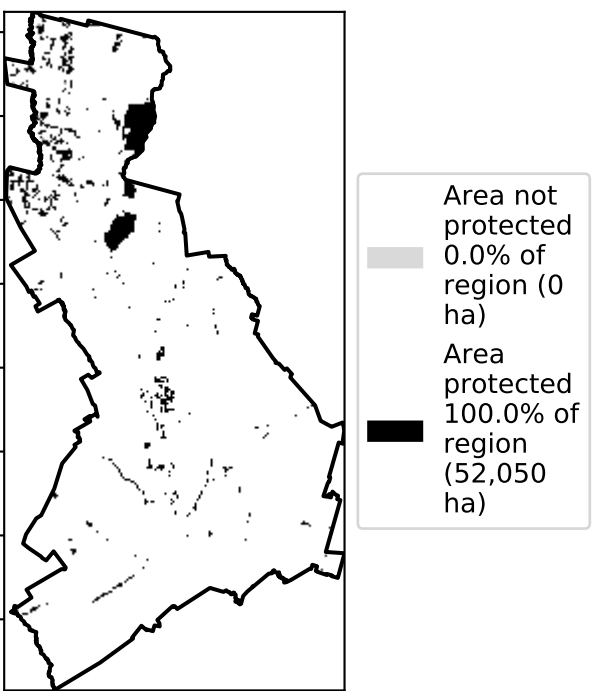 Area not
protected
0.0% of
region (0
ha)
Area
protected
100.0% of
region
(52,050
ha)